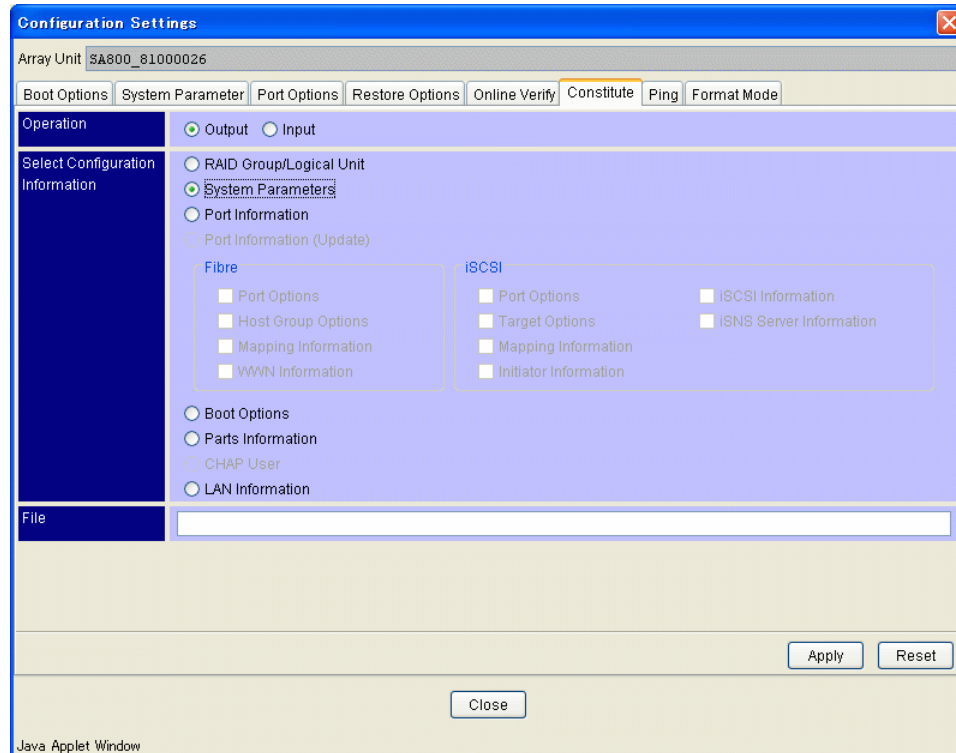 Configuration Settings
Array Unit SA800_81000026
Boot Options System Parameter Port Options Restore Options Online Verify Constitute Ping Format Mode
Operation
Output Input
Select Configuration
Information
RAID Group/Logical Unit
System Parameters
Port Information
Port Information (Update)
Fibre
Port Options
Host Group Options
Mapping Information
WWN Information
iSCSI
Port Options
Target Options
Mapping Information
Initiator Information
iSCSI Information
iSNS Server Information
Boot Options
Parts Information
CHAP User
LAN Information
File
Apply Reset
Close
Java Applet Window